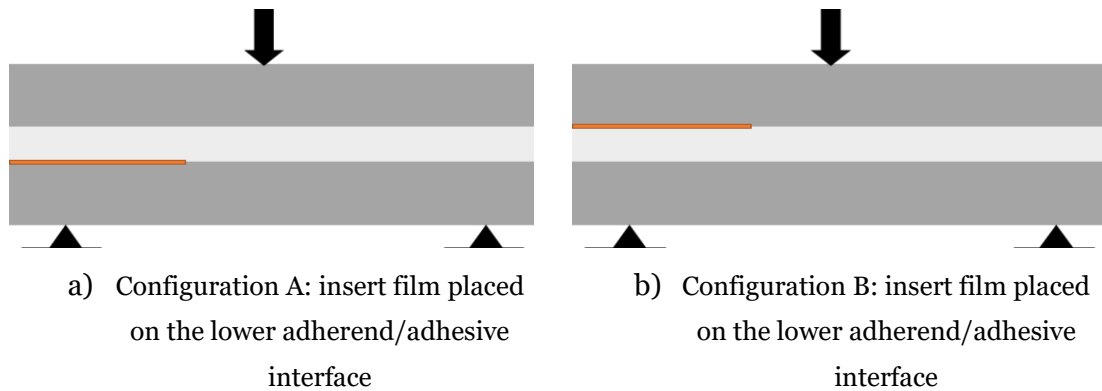 a) Configuration A: insert film placed
on the lower adherend/adhesive
interface
b) Configuration B: insert film placed
on the lower adherend/adhesive
interface